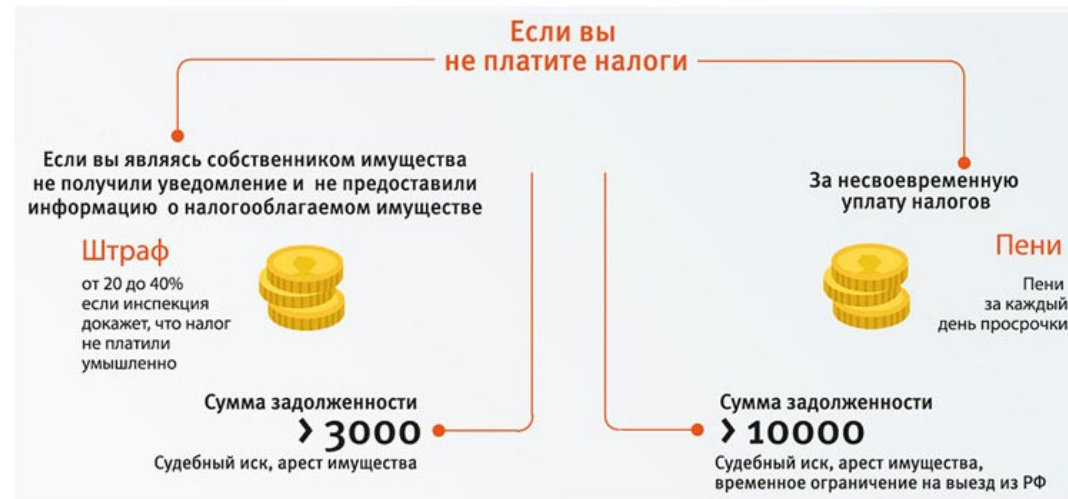 Если вы
не платите налоги
Если вы являясь собственником имущества
не получили уведомление и не предоставили
информацию о налогооблагаемом имуществе
Штраф
от 20 до 40%
если инспекция
докажет, что налог
не платили
умышленно
За несвоевременную
уплату налогов
Пени
Пени
за каждый
день просрочки
Сумма задолженности
> 3000
Судебный иск, арест имущества
Сумма задолженности
> 10000
Судебный иск, арест имущества,
временное ограничение на выезд из РФ